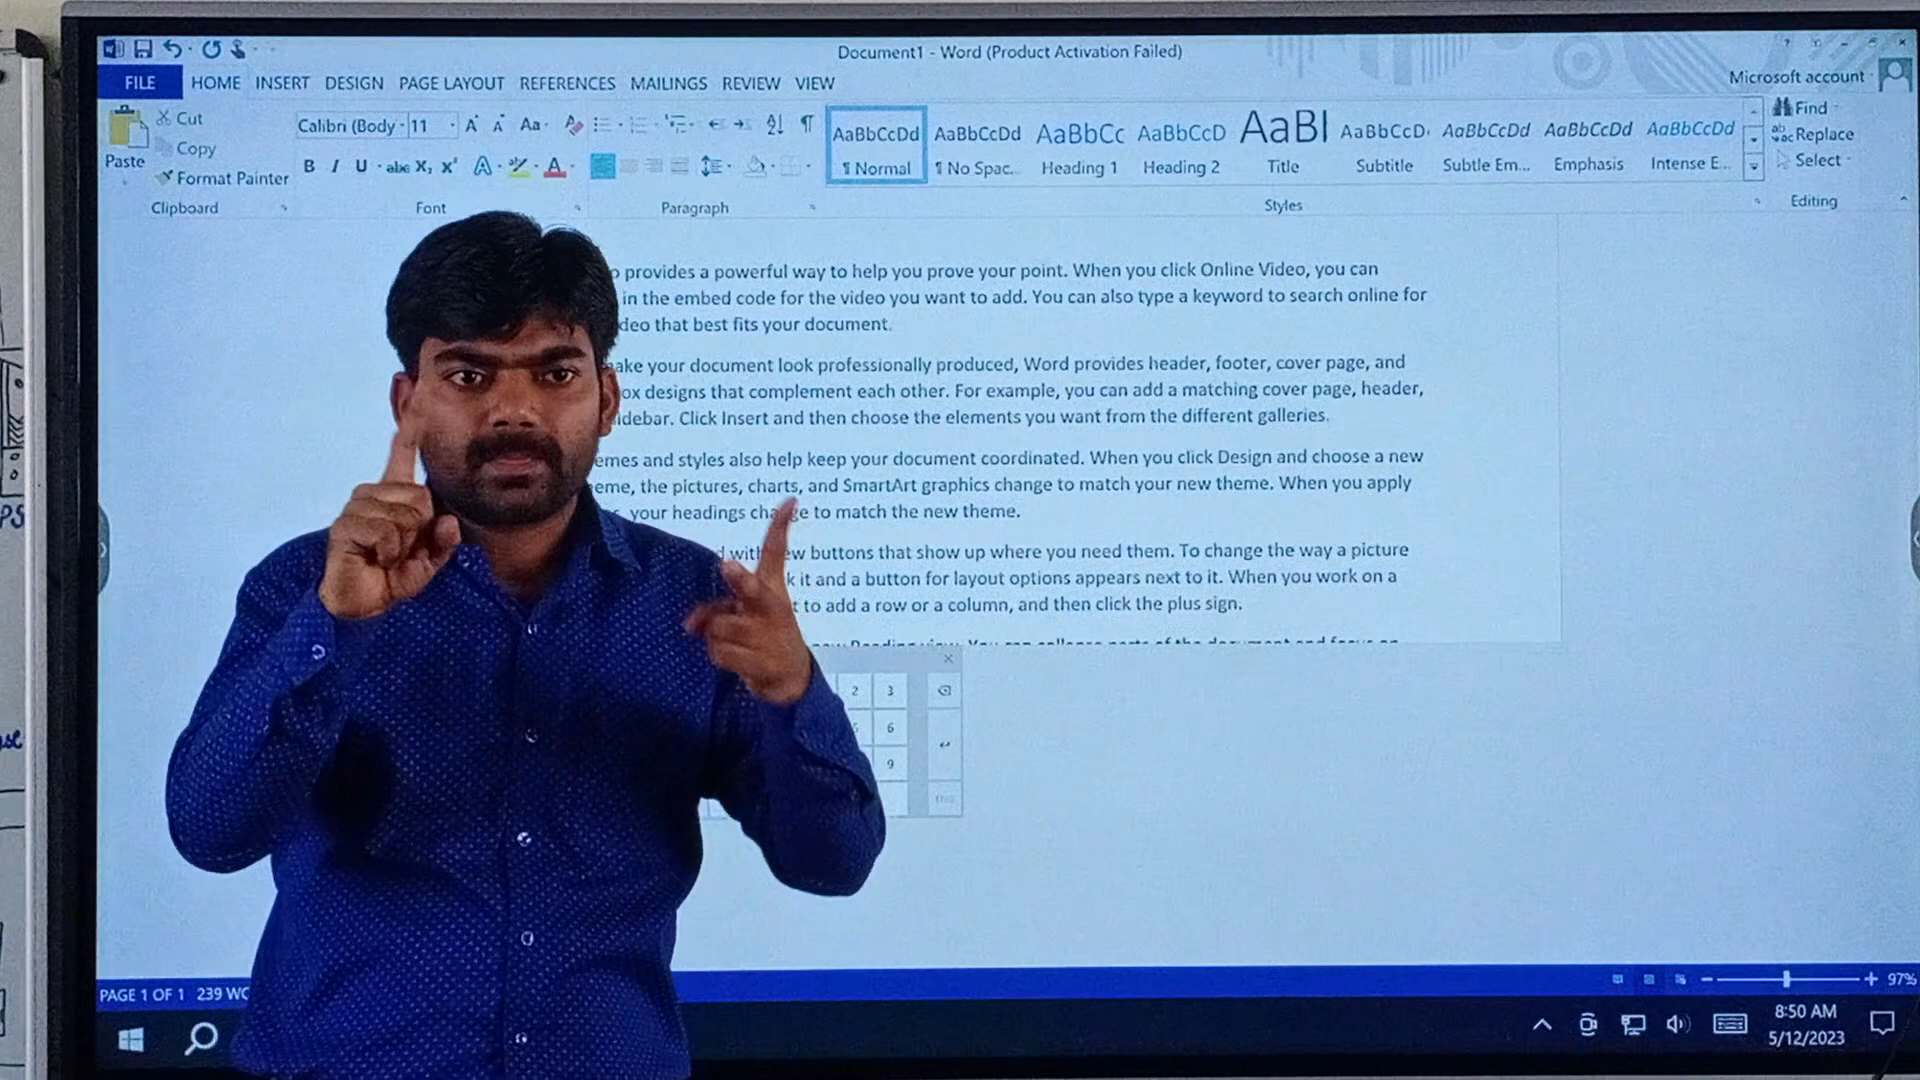 Document1 - Word (Product Activation Failed)
FILE HOME INSERT DESIGN PAGE LAYOUT REFERENCES MAILINGS REVIEW VIEW
Microsoft account
Paste
Cut
Copy
Format Painter
Clipboard
Calibri (Body 11
Aa
B I U abc X₂ X²
A ab A
Font
Paragraph
AaBbCcDd AaBbCcDd AaBbCc AaBbCcD AaBl AaBbCcD AaBbCcDd AaBbCcDd AaBbCcDd
¶ Normal ¶ No Spac... Heading 1 Heading 2 Title Subtitle Subtle Em... Emphasis Intense E...
Styles
Find
Replace
Select
Editing
provides a powerful way to help you prove your point. When you click Online Video, you can
in the embed code for the video you want to add. You can also type a keyword to search online for
deo that best fits your document.
ake your document look professionally produced, Word provides header, footer, cover page, and
ox designs that complement each other. For example, you can add a matching cover page, header,
idebar. Click Insert and then choose the elements you want from the different galleries.
emes and styles also help keep your document coordinated. When you click Design and choose a new
eme, the pictures, charts, and SmartArt graphics change to match your new theme. When you apply
your headings change to match the new theme.
with new buttons that show up where you need them. To change the way a picture
k it and a button for layout options appears next to it. When you work on a
t to add a row or a column, and then click the plus sign.
2 3
6
9
PS
PAGE 1 OF 1 239 WO
97%
8:50 AM
5/12/2023